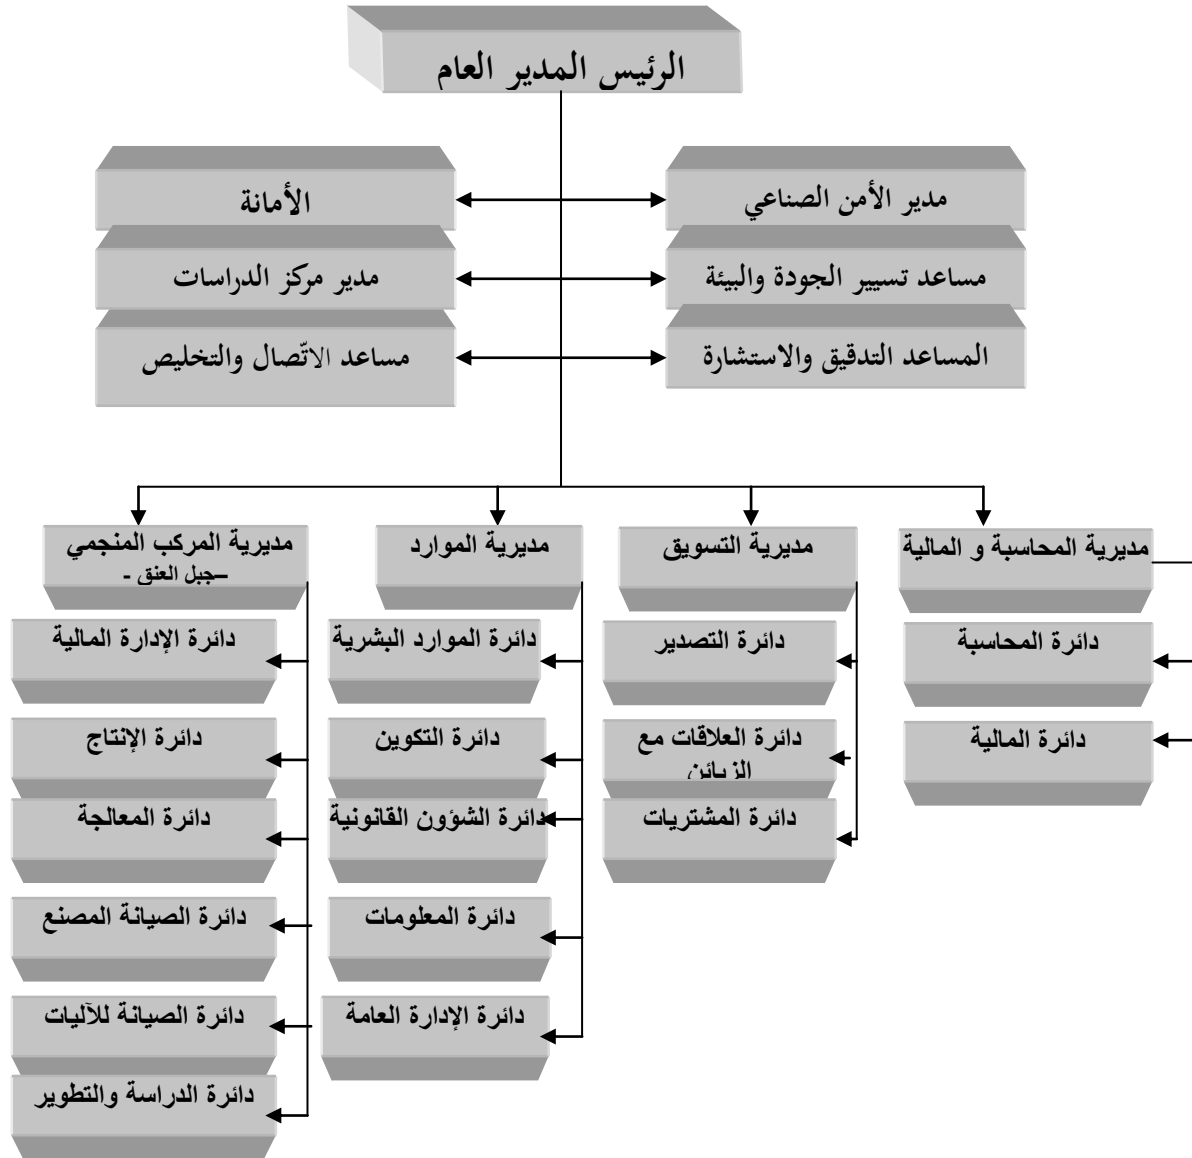 الرئيس المدير العام
مدير الأمن الصناعي
الأمانة
مساعد تسيير الجودة والبيئة
مدير مركز الدراسات
المساعد التدقيق والاستشارة
مساعد الاتّصال والتخليص
مديرية المحاسبة و المالية
دائرة المحاسبة
دائرة المالية
مديرية التسويق
دائرة التصدير
دائرة العلاقات مع
الزبائن
دائرة المشتريات
مديرية الموارد
دائرة الموارد البشرية
دائرة التكوين
دائرة الشؤون القانونية
دائرة المعلومات
دائرة الإدارة العامة
مديرية المركب المنجمي
–جبل العنق -
دائرة الإدارة المالية
دائرة الإنتاج
دائرة المعالجة
دائرة الصيانة المصنع
دائرة الصيانة للآليات
دائرة الدراسة والتطوير